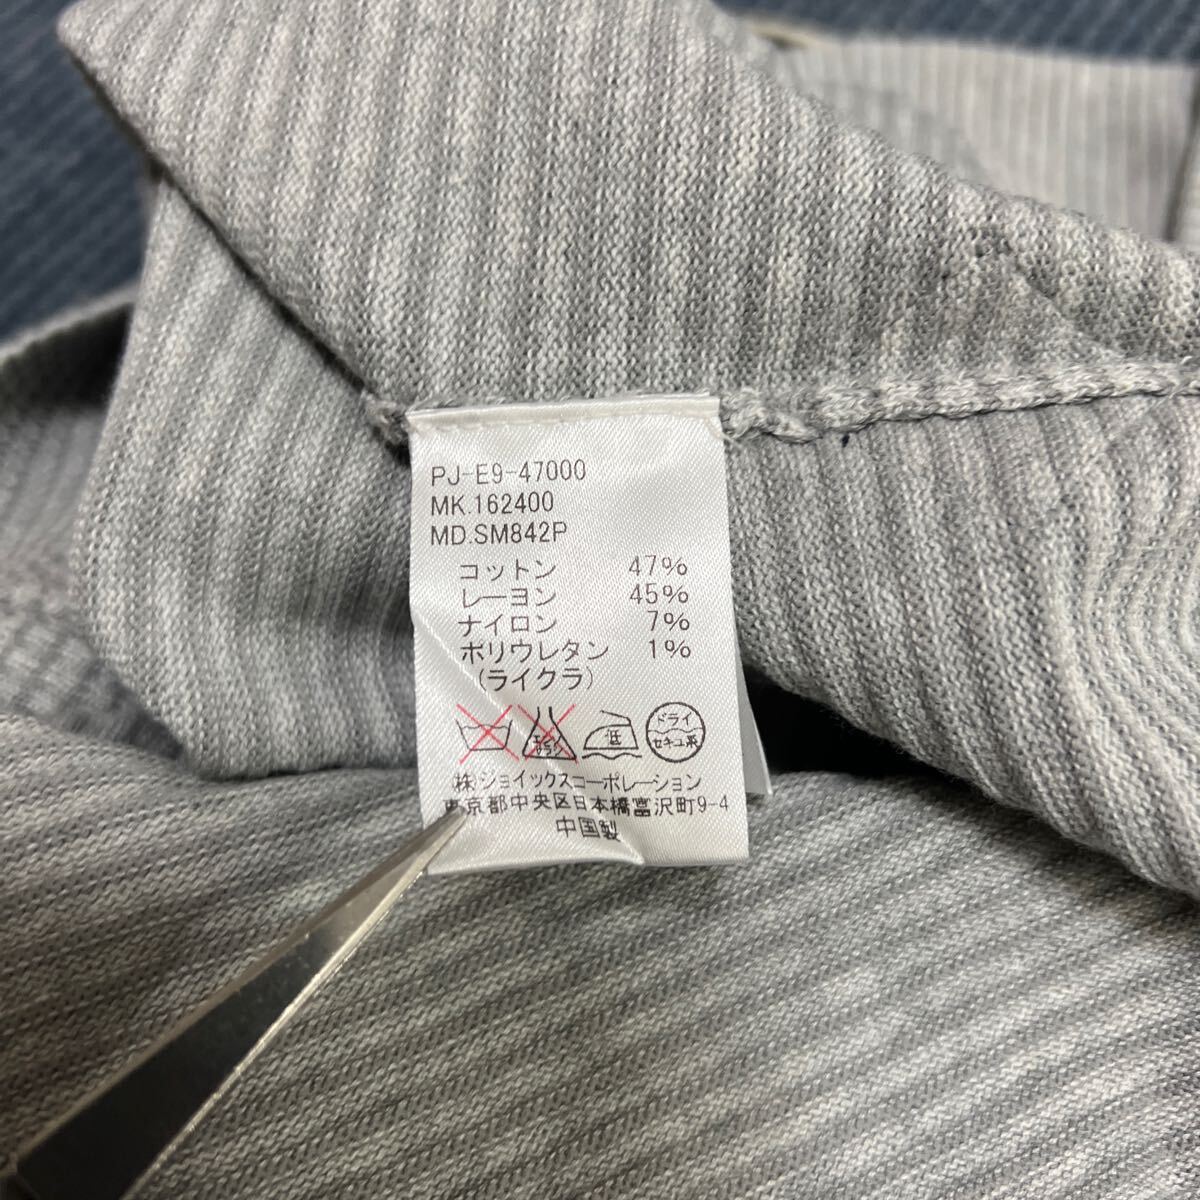 PJ-E9-47000
MK.162400
MD.SM842P
コットン 47%
レーヨン 45%
ナイロン 7%
ポリウレタン 1%
(ライクラ)
低
ドライ
セキユ系
(株)ジョイックスコーポレーション
東京都中央区日本橋富沢町9-4
中国製